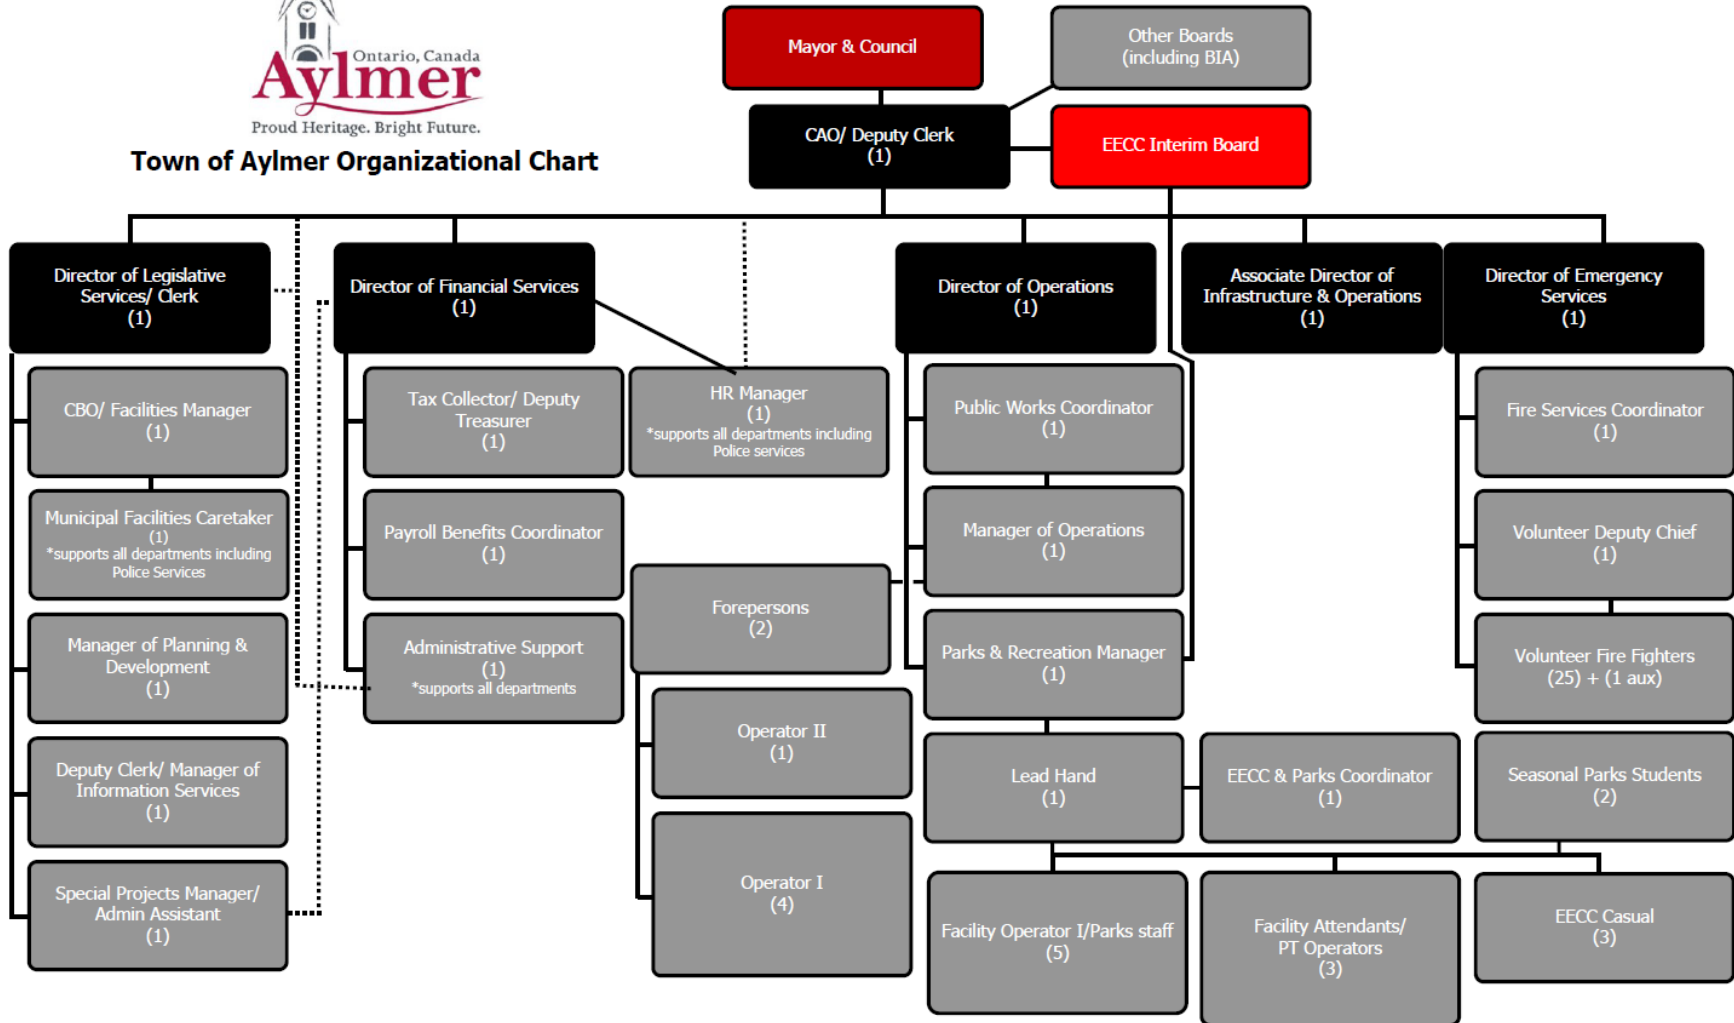 Ontario, Canada
Aylmer
Proud Heritage. Bright Future.
Town of Aylmer Organizational Chart
Mayor & Council
Other Boards
(including BIA)
CAO/ Deputy Clerk
(1)
EECC Interim Board
Director of Legislative
Services/ Clerk
(1)
Director of Financial Services
(1)
Director of Operations
(1)
Associate Director of
Infrastructure & Operations
(1)
Director of Emergency
Services
(1)
CBO/ Facilities Manager
(1)
Tax Collector/ Deputy
Treasurer
(1)
HR Manager
(1)
*supports all departments including
Police services
Public Works Coordinator
(1)
Fire Services Coordinator
(1)
Municipal Facilities Caretaker
(1)
*supports all departments including
Police Services
Payroll Benefits Coordinator
(1)
Manager of Operations
(1)
Volunteer Deputy Chief
(1)
Forepersons
(2)
Manager of Planning &
Development
(1)
Administrative Support
(1)
*supports all departments
Parks & Recreation Manager
(1)
Volunteer Fire Fighters
(25) + (1 aux)
Operator II
(1)
Deputy Clerk/ Manager of
Information Services
(1)
Lead Hand
(1)
EECC & Parks Coordinator
(1)
Seasonal Parks Students
(2)
Special Projects Manager/
Admin Assistant
(1)
Operator I
(4)
Facility Operator I/Parks staff
(5)
Facility Attendants/
PT Operators
(3)
EECC Casual
(3)